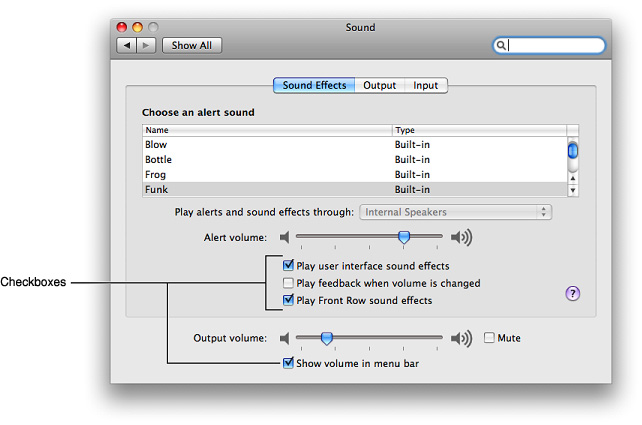 Sound
Show All
Sound Effects Output Input
Choose an alert sound
Name Type
Blow Built-in
Bottle Built-in
Frog Built-in
Funk Built-in
Play alerts and sound effects through: Internal Speakers
Alert volume:
Play user interface sound effects
Checkboxes
Play feedback when volume is changed
Play Front Row sound effects
?
Output volume: Mute
Show volume in menu bar